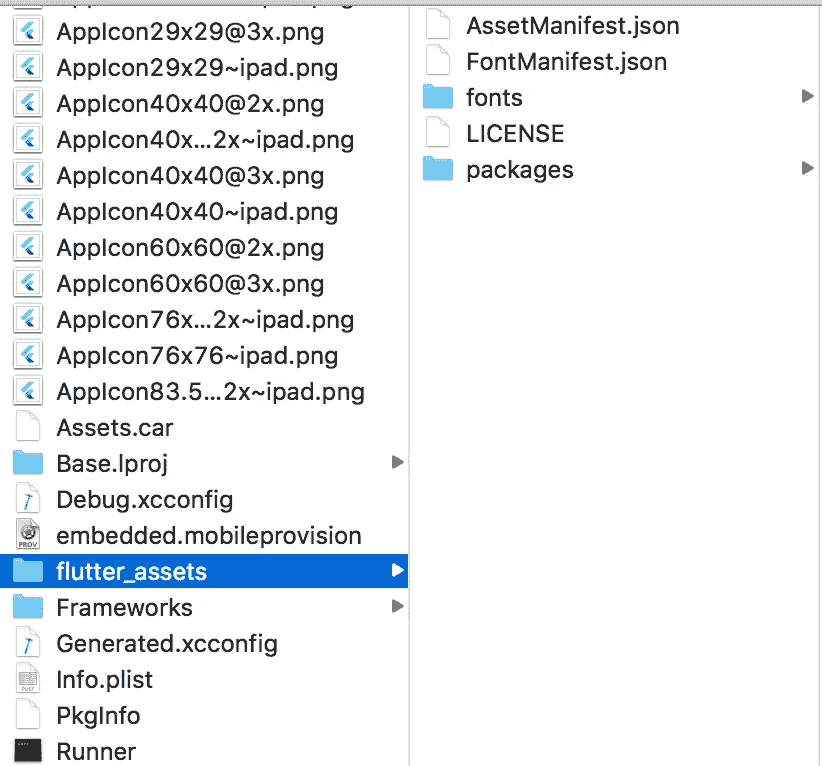 AppIcon29x29@3x.png
AppIcon29x29~ipad.png
AppIcon40x40@2x.png
AppIcon40x...2x~ipad.png
AppIcon40x40@3x.png
AppIcon40x40~ipad.png
AppIcon60x60@2x.png
AppIcon60x60@3x.png
AppIcon76x...2x~ipad.png
AppIcon76x76~ipad.png
AppIcon83.5...2x~ipad.png
Assets.car
Base.lproj
Debug.xcconfig
embedded.mobileprovision
flutter_assets
Frameworks
Generated.xcconfig
Info.plist
PkgInfo
Runner
AssetManifest.json
FontManifest.json
fonts
LICENSE
packages